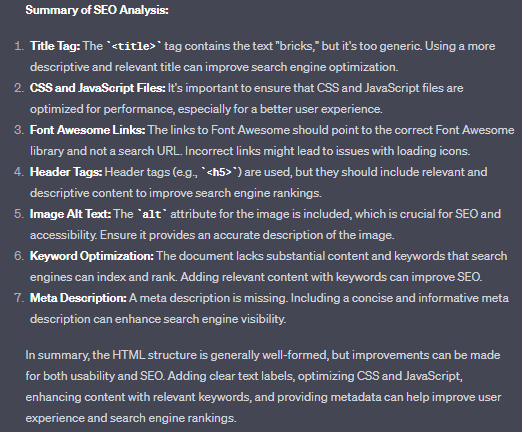 Summary of SEO Analysis:
1. Title Tag: The `<title>` tag contains the text "bricks," but it's too generic. Using a more
descriptive and relevant title can improve search engine optimization.
2. CSS and JavaScript Files: It's important to ensure that CSS and JavaScript files are
optimized for performance, especially for a better user experience.
3. Font Awesome Links: The links to Font Awesome should point to the correct Font Awesome
library and not a search URL. Incorrect links might lead to issues with loading icons.
4. Header Tags: Header tags (e.g., `<h5>`) are used, but they should include relevant and
descriptive content to improve search engine rankings.
5. Image Alt Text: The `alt` attribute for the image is included, which is crucial for SEO and
accessibility. Ensure it provides an accurate description of the image.
6. Keyword Optimization: The document lacks substantial content and keywords that search
engines can index and rank. Adding relevant content with keywords can improve SEO.
7. Meta Description: A meta description is missing. Including a concise and informative meta
description can enhance search engine visibility.
In summary, the HTML structure is generally well-formed, but improvements can be made
for both usability and SEO. Adding clear text labels, optimizing CSS and JavaScript,
enhancing content with relevant keywords, and providing metadata can help improve user
experience and search engine rankings.